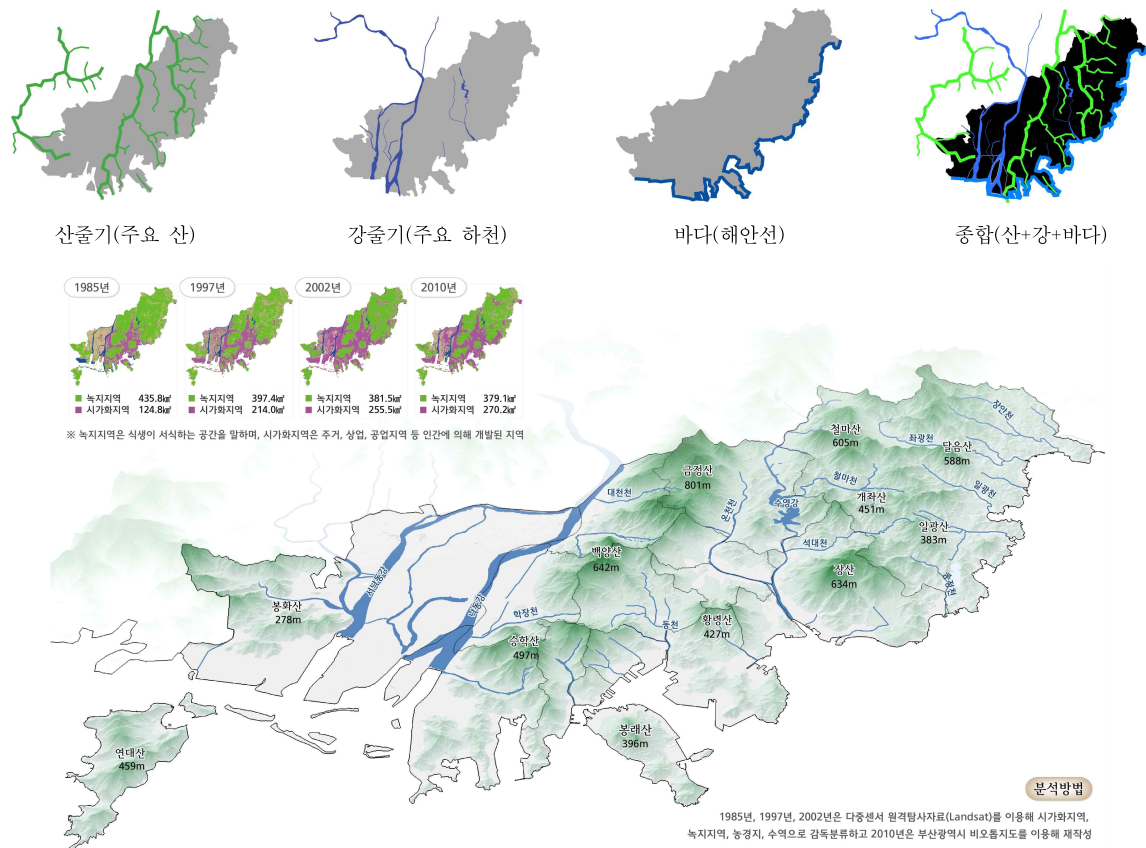 산줄기(주요 산)
강줄기(주요 하천)
바다(해안선)
종합(산+강+바다)
1985년
1997년
2002년
2010년
녹지지역 435.8㎢
시가화지역 124.8㎢
녹지지역 397.4㎢
시가화지역 214.0㎢
녹지지역 381.5㎢
시가화지역 255.5㎢
녹지지역 379.1㎢
시가화지역 270.2㎢
※ 녹지지역은 식생이 서식하는 공간을 말하며, 시가화지역은 주거, 상업, 공업지역 등 인간에 의해 개발된 지역
장안천
철마산
605m
좌광천
달음산
588m
금정산
801m
대천천
온천천
수영강
철마천
개좌산
451m
일광천
일광산
383m
석대천
백양산
642m
장산
634m
송정천
서낙동강
낙동강
봉화산
278m
학장천
동천
황령산
427m
승학산
497m
봉래산
396m
연대산
459m
분석방법
1985년, 1997년, 2002년은 다중센서 원격탐사자료(Landsat)를 이용해 시가화지역,
녹지지역, 농경지, 수역으로 감독분류하고 2010년은 부산광역시 비오톱지도를 이용해 재작성